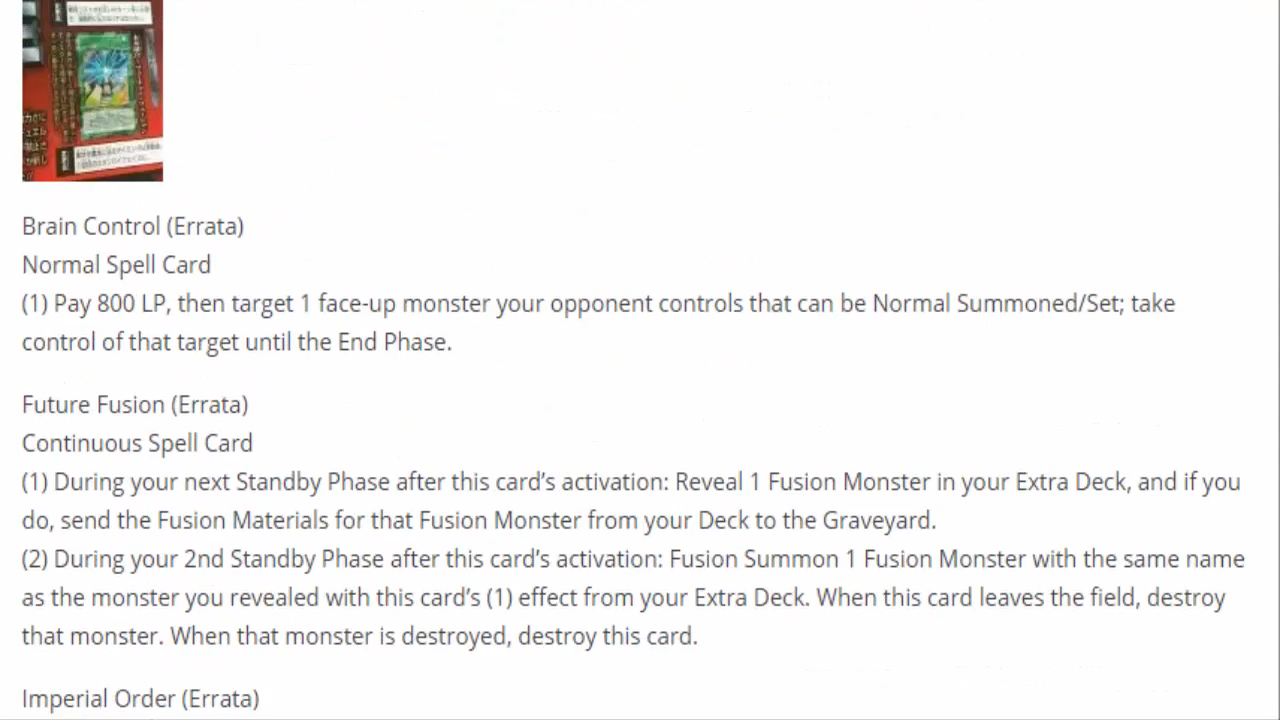 Brain Control (Errata)
Normal Spell Card
(1) Pay 800 LP, then target 1 face-up monster your opponent controls that can be Normal Summoned/Set; take
control of that target until the End Phase.
Future Fusion (Errata)
Continuous Spell Card
(1) During your next Standby Phase after this card’s activation: Reveal 1 Fusion Monster in your Extra Deck, and if you
do, send the Fusion Materials for that Fusion Monster from your Deck to the Graveyard.
(2) During your 2nd Standby Phase after this card’s activation: Fusion Summon 1 Fusion Monster with the same name
as the monster you revealed with this card’s (1) effect from your Extra Deck. When this card leaves the field, destroy
that monster. When that monster is destroyed, destroy this card.
Imperial Order (Errata)